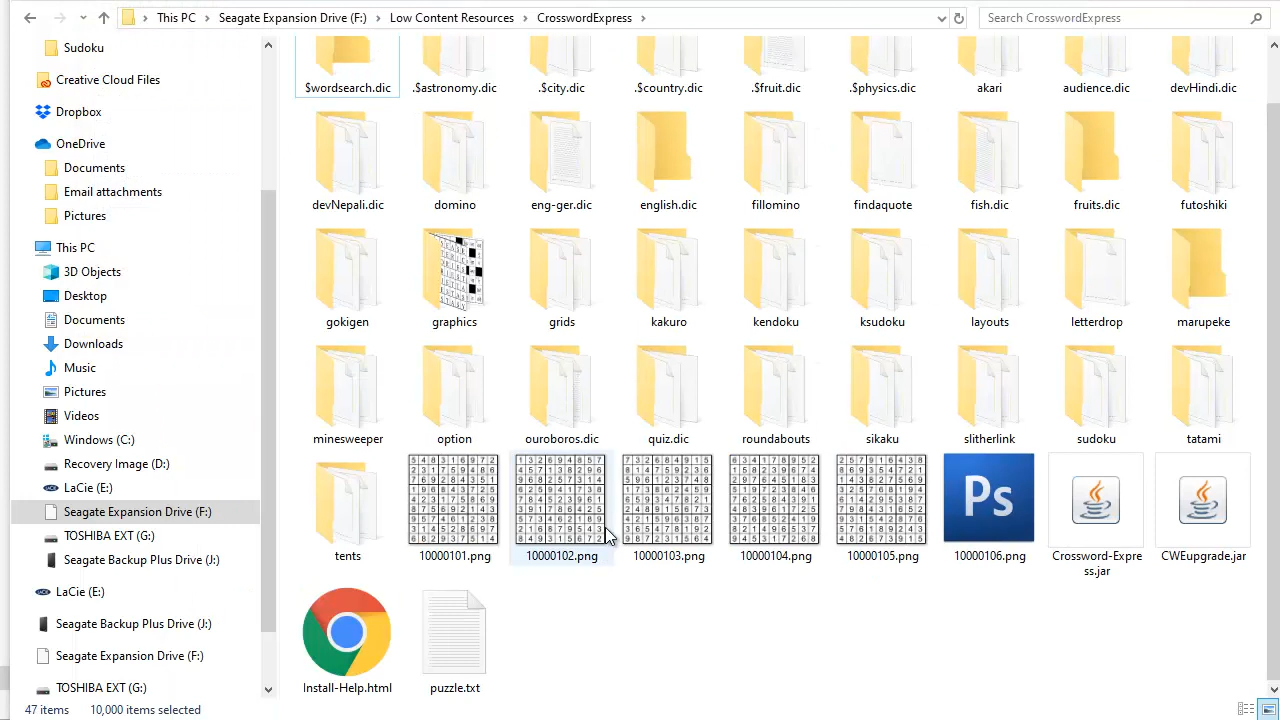 This PC > Seagate Expansion Drive (F:) > Low Content Resources > CrosswordExpress >
Search CrosswordExpress
Sudoku
Creative Cloud Files
Dropbox
OneDrive
Documents
Email attachments
Pictures
This PC
3D Objects
Desktop
Documents
Downloads
Music
Pictures
Videos
Windows (C:)
Recovery Image (D:)
LaCie (E:)
Seagate Expansion Drive (F:)
TOSHIBA EXT (G:)
Seagate Backup Plus Drive (J:)
LaCie (E:)
Seagate Backup Plus Drive (J:)
Seagate Expansion Drive (F:)
TOSHIBA EXT (G:)
$wordsearch.dic .$astronomy.dic .$city.dic .$country.dic .$fruit.dic .$physics.dic akari audience.dic devHindi.dic
devNepali.dic domino eng-ger.dic english.dic fillomino findaquote fish.dic fruits.dic futoshiki
gokigen graphics grids kakuro kendoku ksudoku layouts letterdrop marupeke
minesweeper option ouroboros.dic quiz.dic roundabouts sikaku slitherlink sudoku tatami
Ps
tents 10000101.png 10000102.png 10000103.png 10000104.png 10000105.png 10000106.png Crossword-Expre CWEupgrade.jar
ss.jar
Install-Help.html puzzle.txt
47 items 10,000 items selected